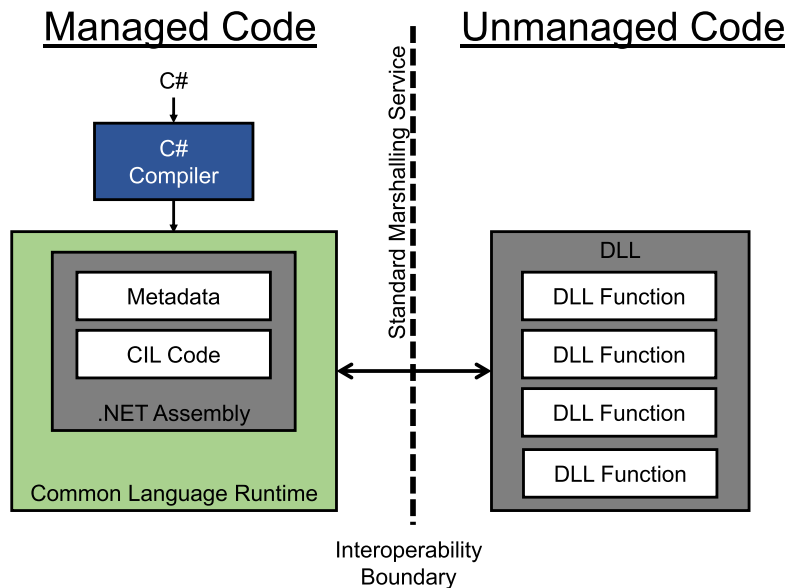 Managed Code
Unmanaged Code
C#
C#
Compiler
Metadata
CIL Code
.NET Assembly
Common Language Runtime
Standard Marshalling Service
Interoperability
Boundary
DLL
DLL Function
DLL Function
DLL Function
DLL Function